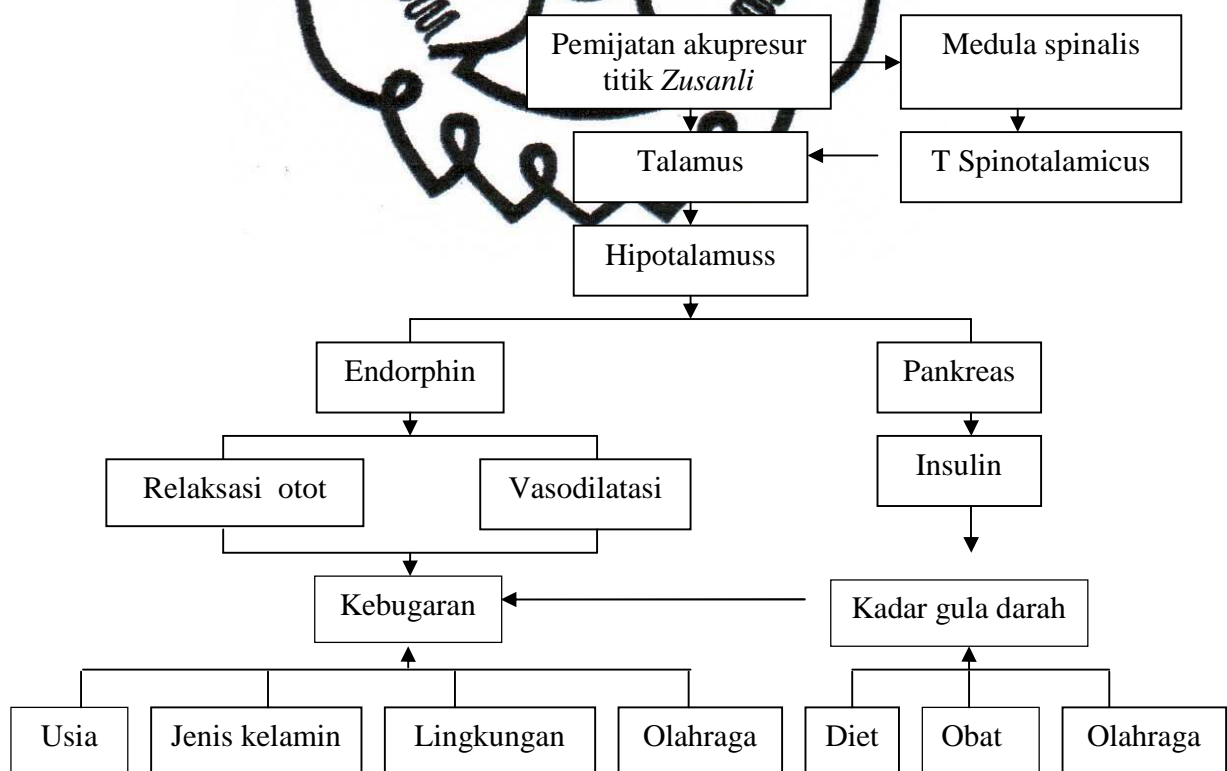 Pemijatan akupresur
titik Zusanli
Medula spinalis
Talamus
T Spinotalamicus
Hipotalamuss
Endorphin
Pankreas
Relaksasi otot
Vasodilatasi
Insulin
Kebugaran
Kadar gula darah
Usia
Jenis kelamin
Lingkungan
Olahraga
Diet
Obat
Olahraga